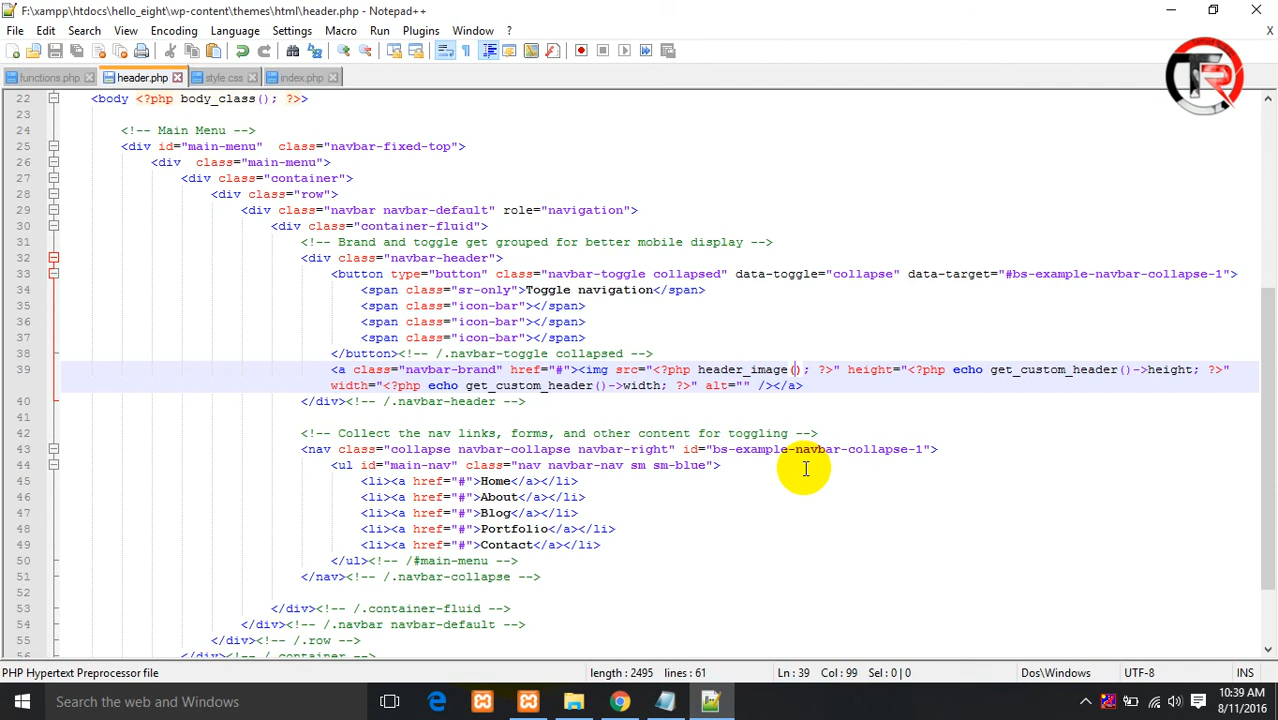 F:\xampp\htdocs\hello_eight\wp-content\themes\html\header.php - Notepad++
File Edit Search View Encoding Language Settings Macro Run Plugins Window ? X
functions.php header.php style.css index.php
TR
22 <body <?php body_class(); ?>>
23
24 <!-- Main Menu -->
25 <div id="main-menu"  class="navbar-fixed-top">
26 <div  class="main-menu">
27 <div class="container">
28 <div class="row">
29 <div class="navbar navbar-default" role="navigation">
30 <div class="container-fluid">
31 <!-- Brand and toggle get grouped for better mobile display -->
32 <div class="navbar-header">
33 <button type="button" class="navbar-toggle collapsed" data-toggle="collapse" data-target="#bs-example-navbar-collapse-1">
34 <span class="sr-only">Toggle navigation</span>
35 <span class="icon-bar"></span>
36 <span class="icon-bar"></span>
37 <span class="icon-bar"></span>
38 </button><!-- /.navbar-toggle collapsed -->
39 <a class="navbar-brand" href="#"><img src="<?php header_image(); ?>" height="<?php echo get_custom_header()->height; ?>"
width="<?php echo get_custom_header()->width; ?>" alt="" /></a>
40 </div><!-- /.navbar-header -->
41
42 <!-- Collect the nav links, forms, and other content for toggling -->
43 <nav class="collapse navbar-collapse navbar-right" id="bs-example-navbar-collapse-1">
44 <ul id="main-nav" class="nav navbar-nav sm sm-blue">
45 <li><a href="#">Home</a></li>
46 <li><a href="#">About</a></li>
47 <li><a href="#">Blog</a></li>
48 <li><a href="#">Portfolio</a></li>
49 <li><a href="#">Contact</a></li>
50 </ul><!-- /#main-menu -->
51 </nav><!-- /.navbar-collapse -->
52
53 </div><!-- /.container-fluid -->
54 </div><!-- /.navbar navbar-default -->
55 </div><!-- /.row -->
56 </div><!-- /.container -->
PHP Hypertext Preprocessor file length : 2495 lines : 61 Ln : 39 Col : 99 Sel : 0 | 0 Dos\Windows UTF-8 INS
Search the web and Windows
10:39 AM
8/11/2016